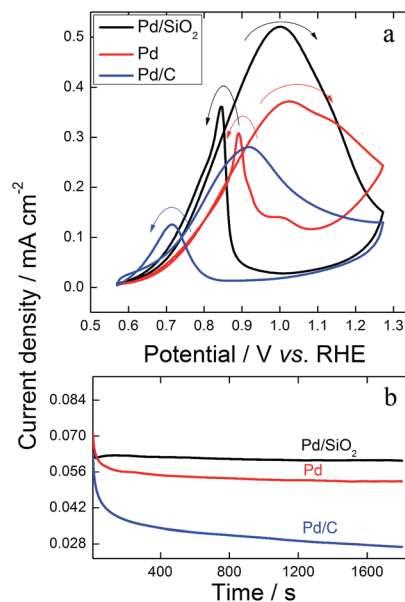 a
Pd/SiO₂
Pd
Pd/C
0.5
0.4
0.3
0.2
0.1
0.0
0.5 0.6 0.7 0.8 0.9 1.0 1.1 1.2 1.3
Potential / V vs. RHE
Current density / mA cm⁻²
b
0.084
0.070
0.056
0.042
0.028
Pd/SiO₂
Pd
Pd/C
400 800 1200 1600
Time / s